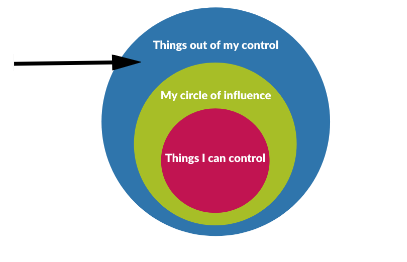 Things out of my control
My circle of influence
Things I can control